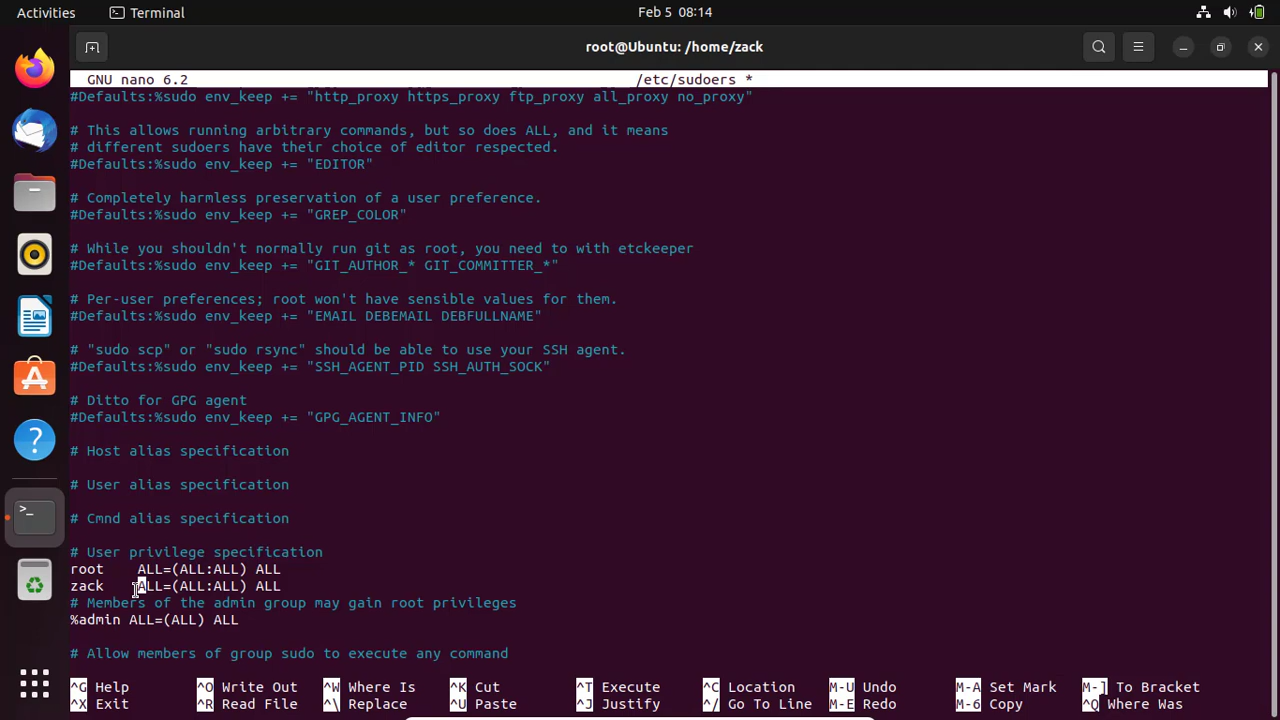 Activities Terminal Feb 5 08:14
root@Ubuntu: /home/zack
GNU nano 6.2 /etc/sudoers *
#Defaults:%sudo env_keep += "http_proxy https_proxy ftp_proxy all_proxy no_proxy"
# This allows running arbitrary commands, but so does ALL, and it means
# different sudoers have their choice of editor respected.
#Defaults:%sudo env_keep += "EDITOR"
# Completely harmless preservation of a user preference.
#Defaults:%sudo env_keep += "GREP_COLOR"
# While you shouldn't normally run git as root, you need to with etckeeper
#Defaults:%sudo env_keep += "GIT_AUTHOR_* GIT_COMMITTER_*"
# Per-user preferences; root won't have sensible values for them.
#Defaults:%sudo env_keep += "EMAIL DEBEMAIL DEBFULLNAME"
# "sudo scp" or "sudo rsync" should be able to use your SSH agent.
#Defaults:%sudo env_keep += "SSH_AGENT_PID SSH_AUTH_SOCK"
# Ditto for GPG agent
#Defaults:%sudo env_keep += "GPG_AGENT_INFO"
# Host alias specification
# User alias specification
# Cmnd alias specification
# User privilege specification
root    ALL=(ALL:ALL) ALL
zack    ALL=(ALL:ALL) ALL
# Members of the admin group may gain root privileges
%admin ALL=(ALL) ALL
# Allow members of group sudo to execute any command
^G Help ^O Write Out ^W Where Is ^K Cut ^T Execute ^C Location M-U Undo M-A Set Mark M-] To Bracket
^X Exit ^R Read File ^\ Replace ^U Paste ^J Justify ^/ Go To Line M-E Redo M-6 Copy ^Q Where Was